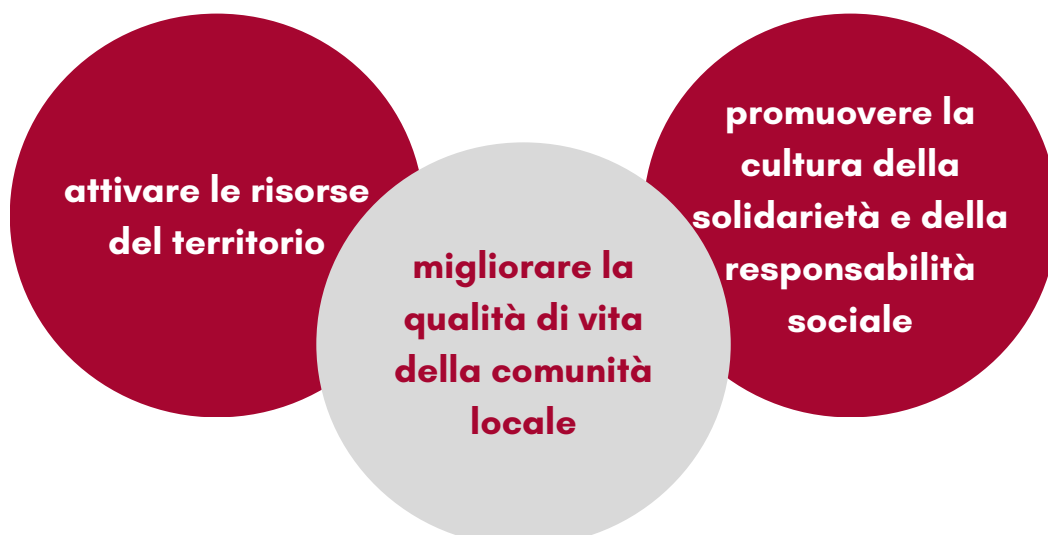 attivare le risorse
del territorio
migliorare la
qualità di vita
della comunità
locale
promuovere la
cultura della
solidarietà e della
responsabilità
sociale